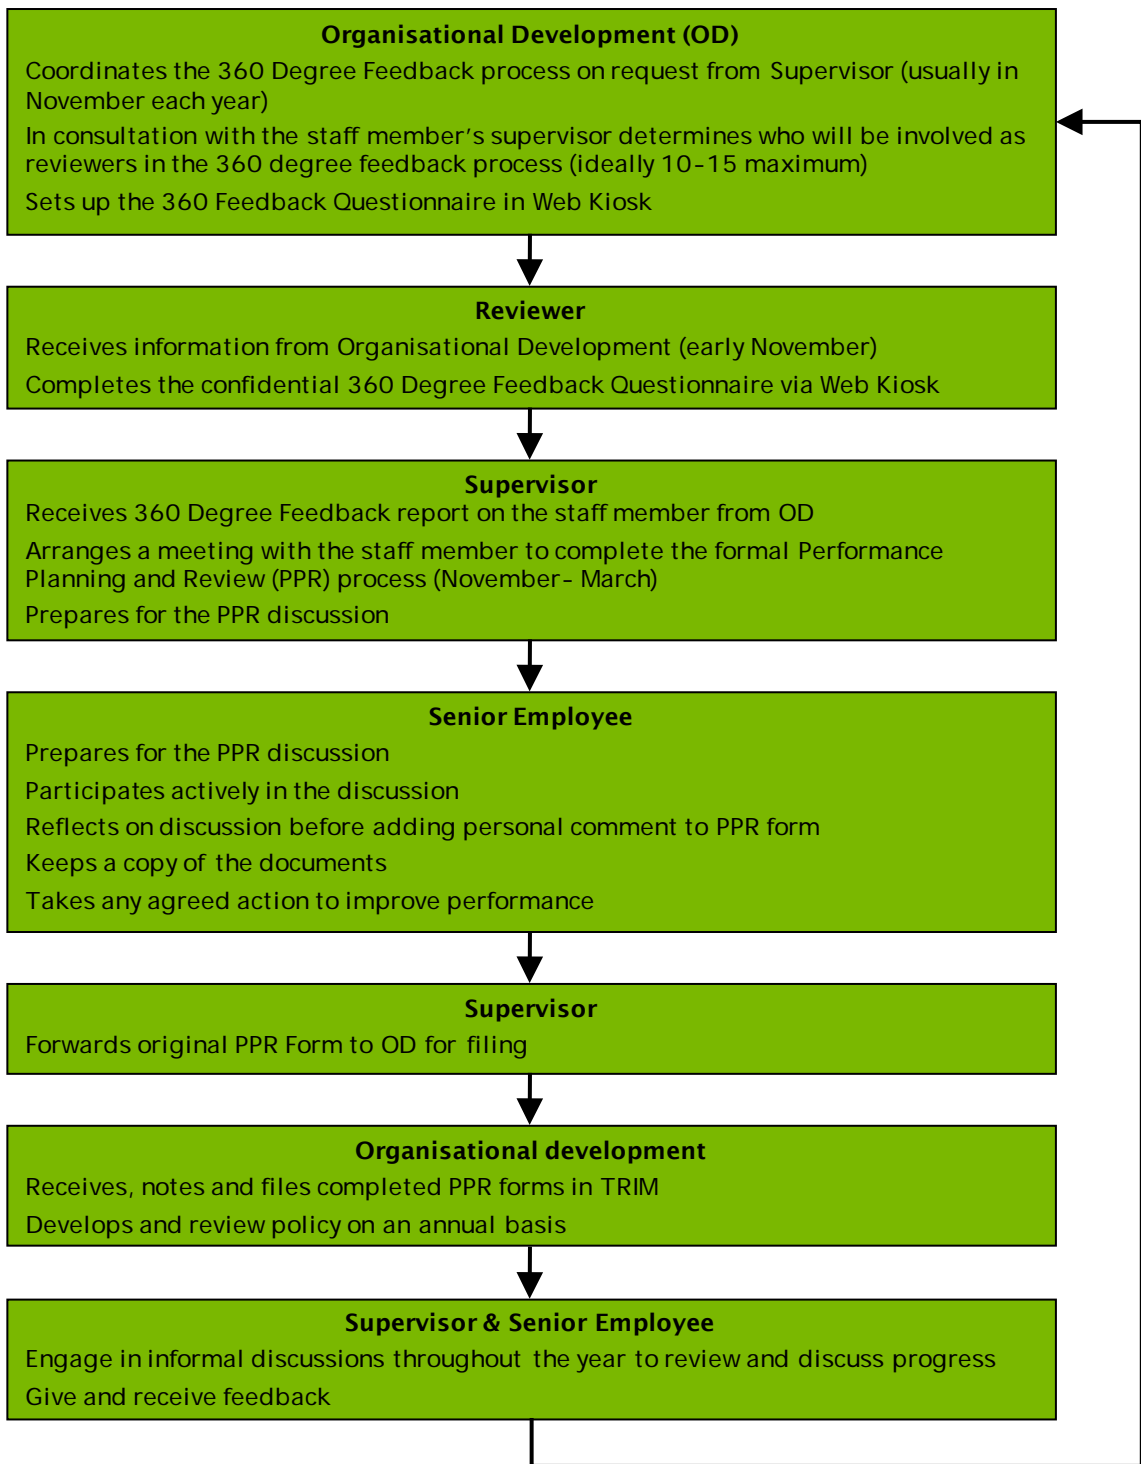 Organisational Development (OD)
Coordinates the 360 Degree Feedback process on request from Supervisor (usually in
November each year)
In consultation with the staff member's supervisor determines who will be involved as
reviewers in the 360 degree feedback process (ideally 10-15 maximum)
Sets up the 360 Feedback Questionnaire in Web Kiosk
Reviewer
Receives information from Organisational Development (early November)
Completes the confidential 360 Degree Feedback Questionnaire via Web Kiosk
Supervisor
Receives 360 Degree Feedback report on the staff member from OD
Arranges a meeting with the staff member to complete the formal Performance
Planning and Review (PPR) process (November- March)
Prepares for the PPR discussion
Senior Employee
Prepares for the PPR discussion
Participates actively in the discussion
Reflects on discussion before adding personal comment to PPR form
Keeps a copy of the documents
Takes any agreed action to improve performance
Supervisor
Forwards original PPR Form to OD for filing
Organisational development
Receives, notes and files completed PPR forms in TRIM
Develops and review policy on an annual basis
Supervisor & Senior Employee
Engage in informal discussions throughout the year to review and discuss progress
Give and receive feedback